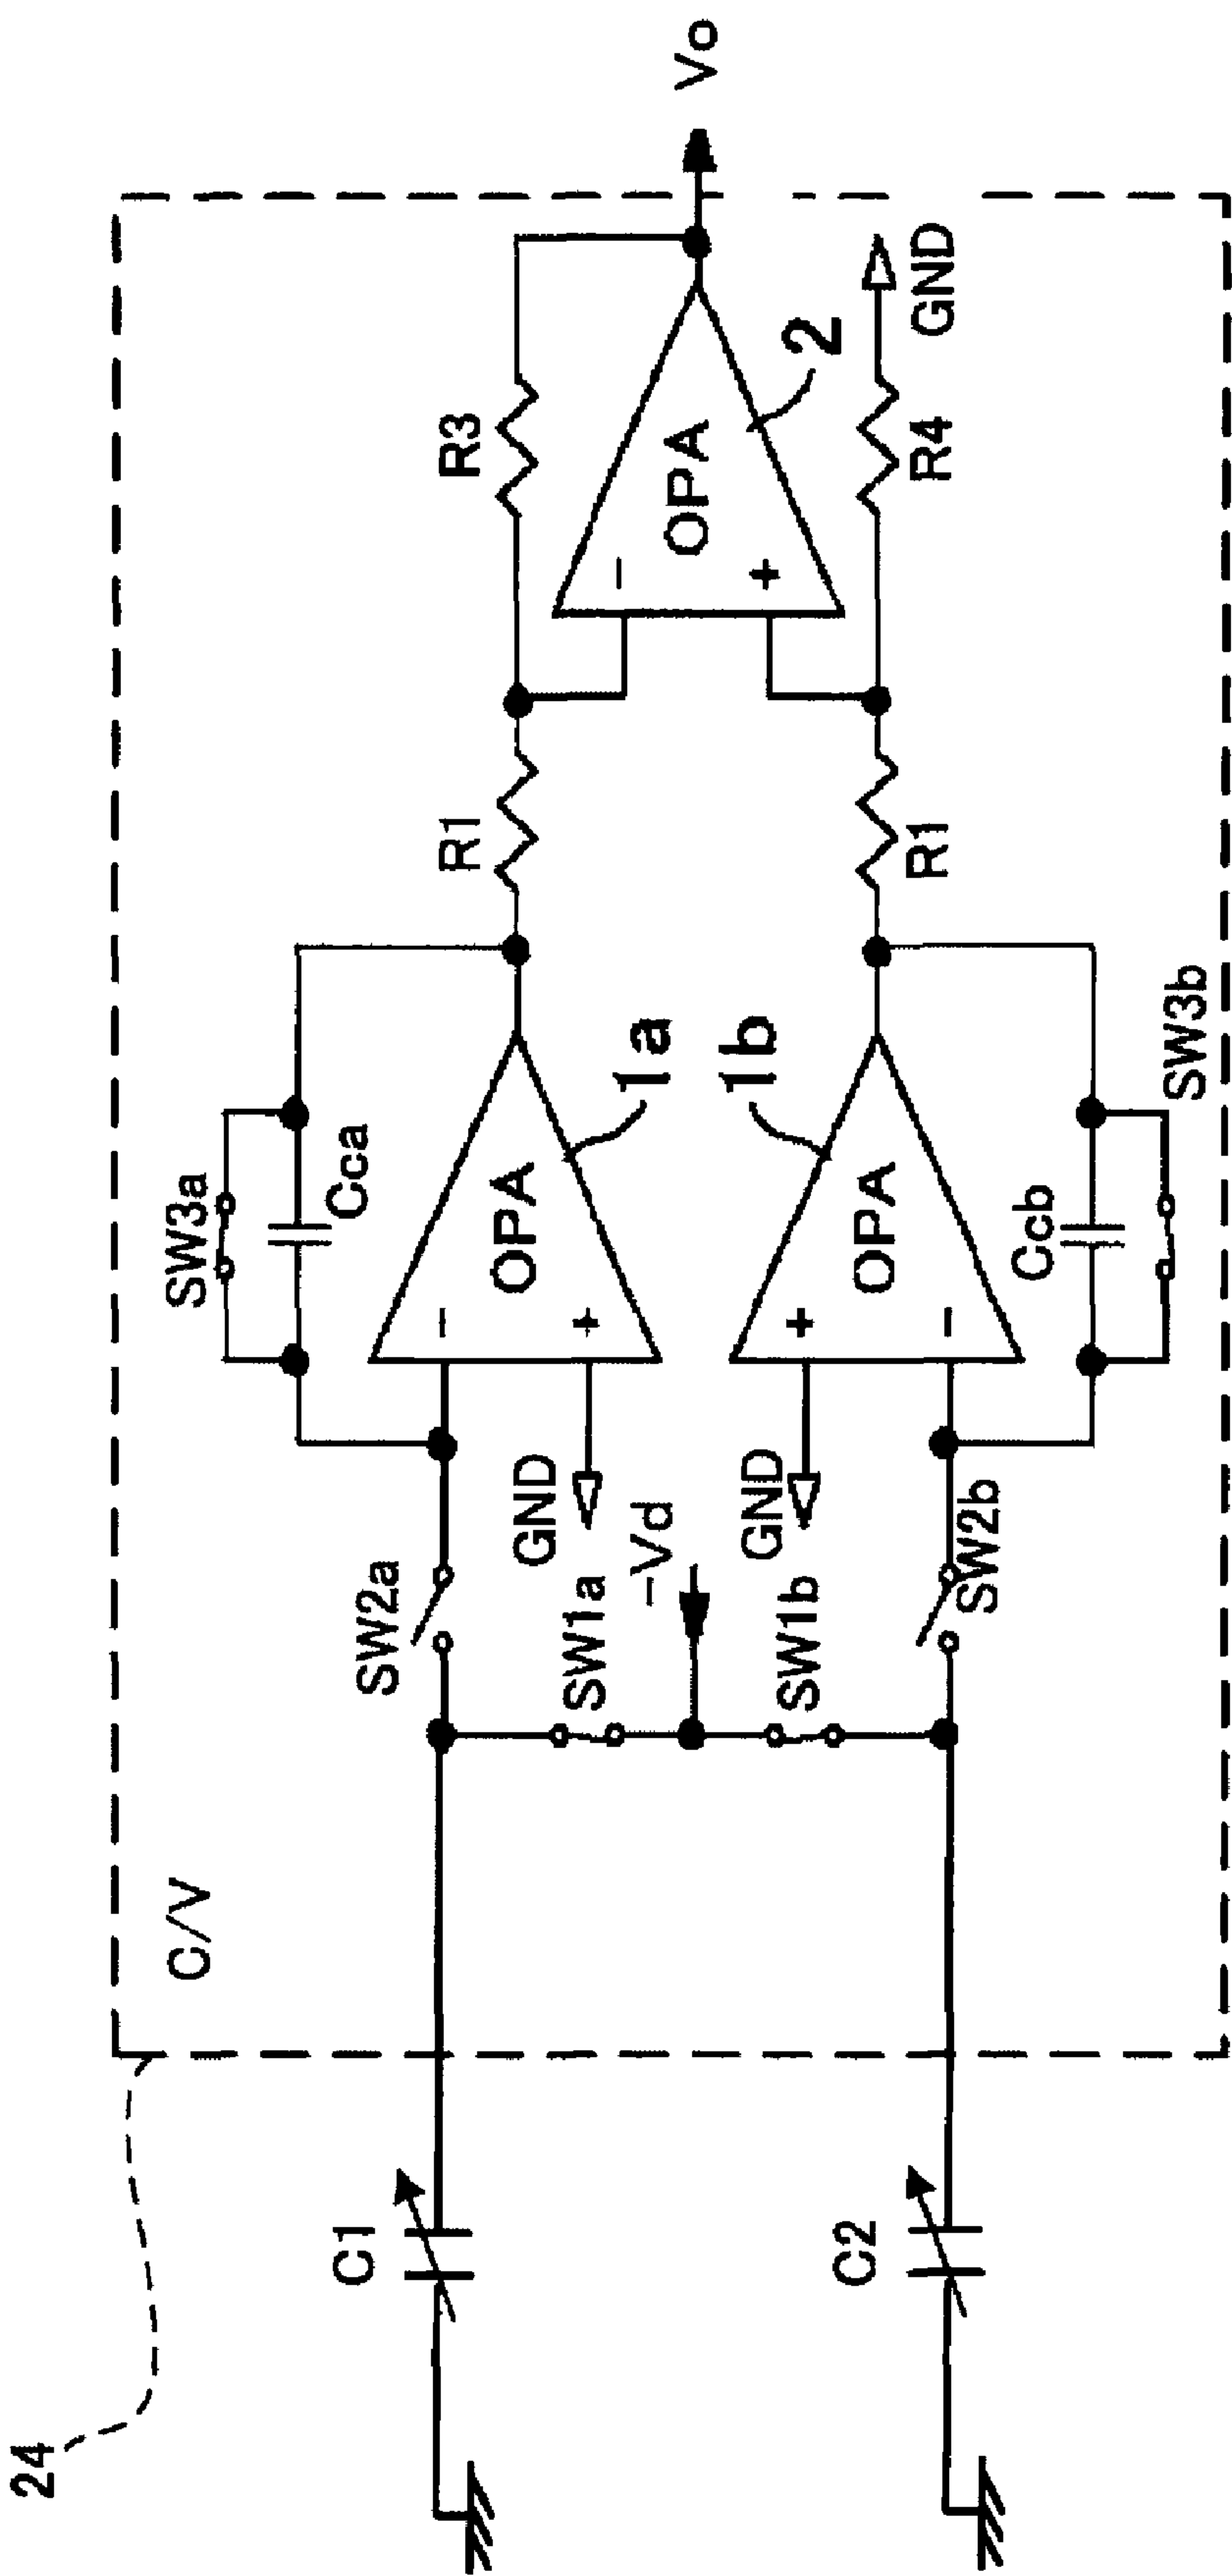 24
C/V
C1
C2
SW2a
SW1a
-Vd
SW1b
SW2b
GND
GND
SW3a
Cca
-
+
OPA
1a
+
-
OPA
1b
Ccb
SW3b
R1
R1
R3
-
+
OPA
2
R4
GND
Vo